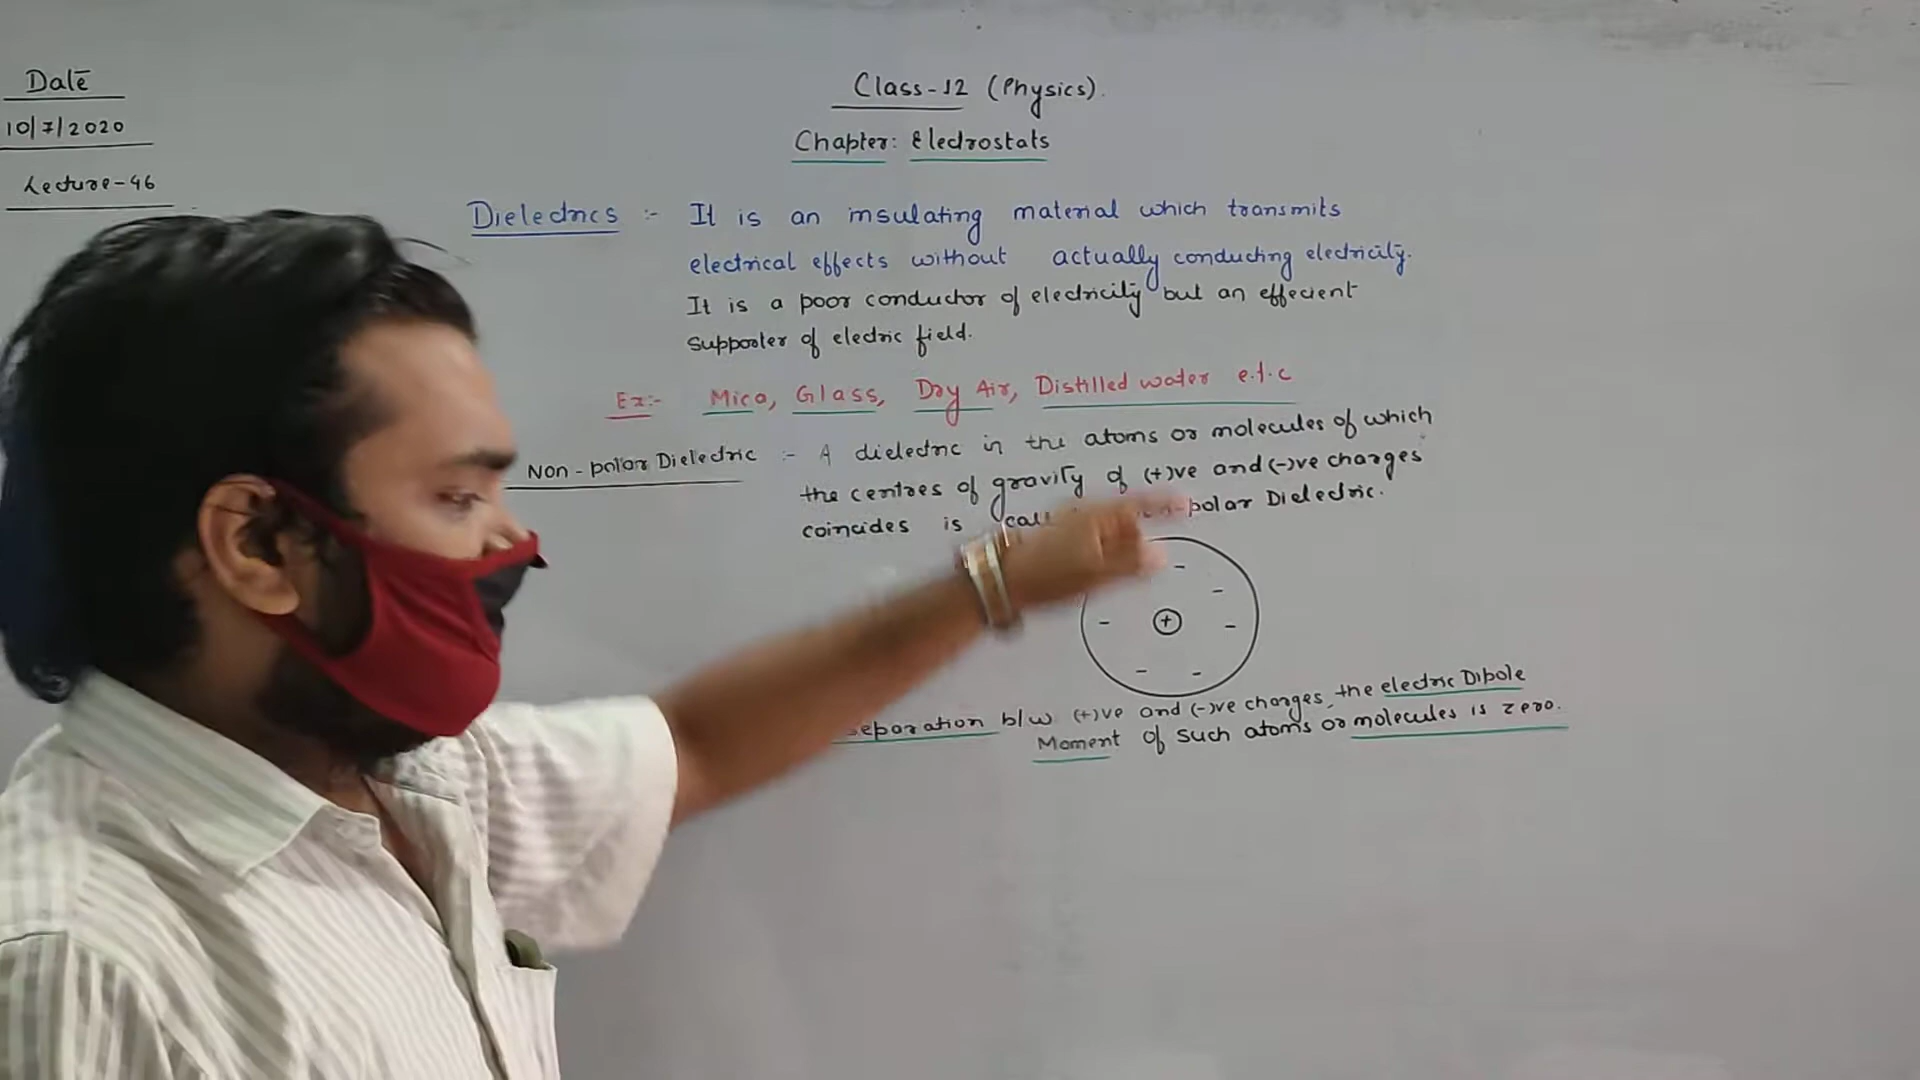 Date
10/7/2020
Lecture-46
Class-12 (Physics).
Chapter: Electrostats
Dielectrics :- It is an insulating material which transmits
electrical effects without actually conducting electricity.
It is a poor conductor of electricity but an effecient
Supporter of electric field.
Ex:- Mica, Glass, Dry Air, Distilled water e.t.c
Non-polar Dielectric :- A dielectric in the atoms or molecules of which
the centres of gravity of (+)ve and (-)ve charges
coincides is polar Dielectric.
- - - - - -
+
b/w (+)ve and (-)ve charges, the electric Dipole
Moment of such atoms or molecules is zero.